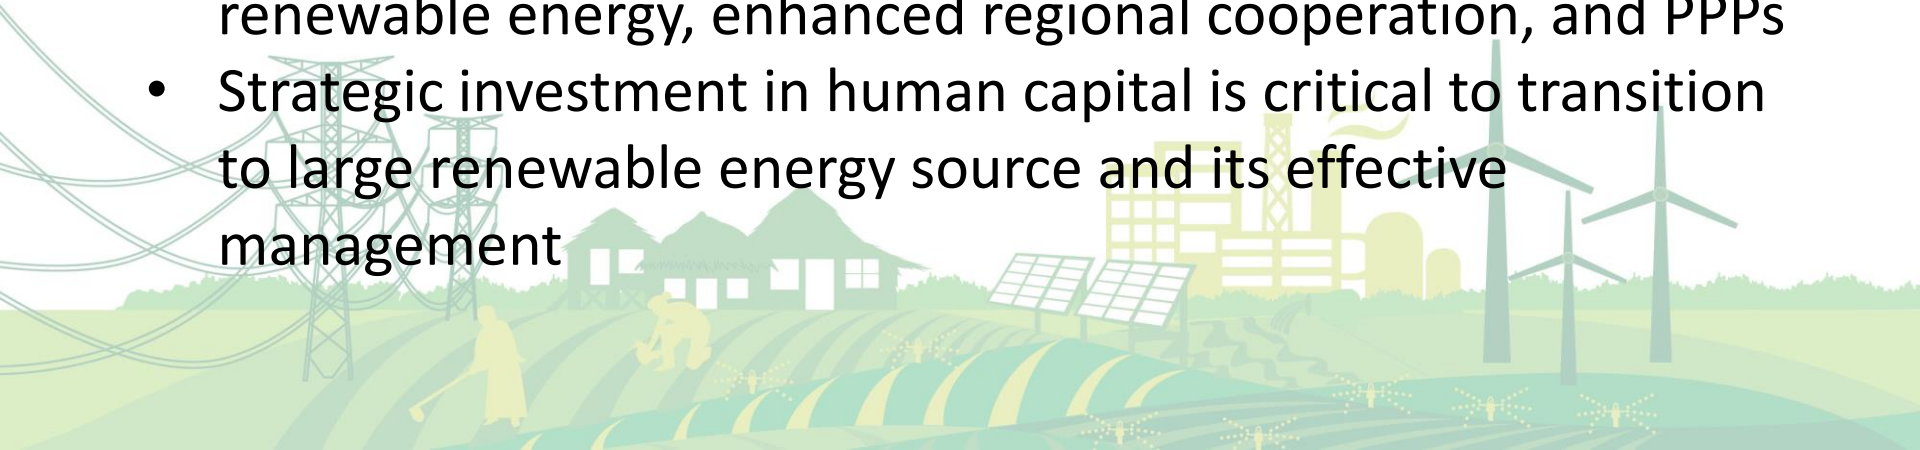 renewable energy, enhanced regional cooperation, and PPPs
• Strategic investment in human capital is critical to transition
to large renewable energy source and its effective
management